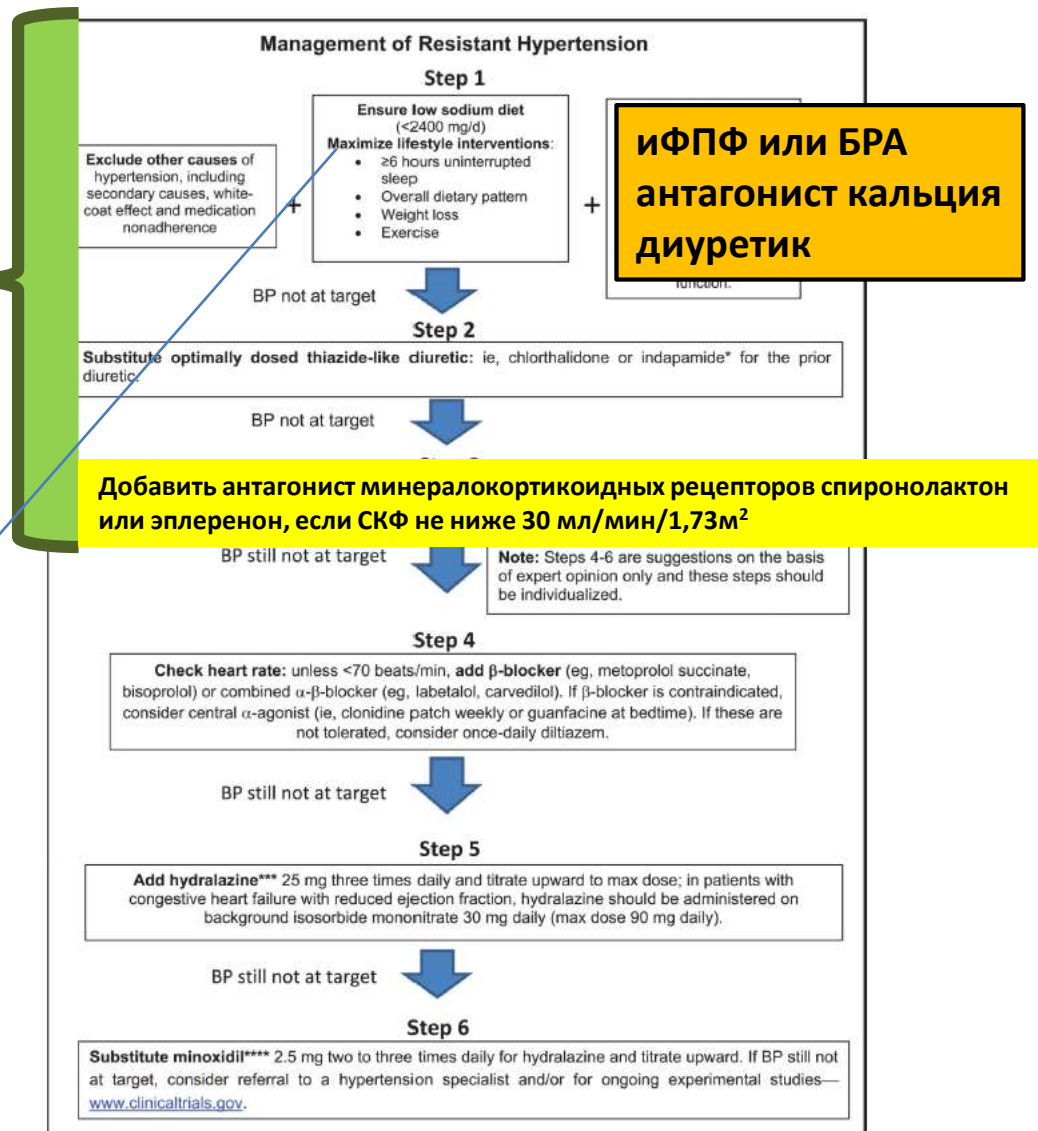 Management of Resistant Hypertension
Step 1
Exclude other causes of
hypertension, including
secondary causes, white-
coat effect and medication
nonadherence
+
Ensure low sodium diet
(<2400 mg/d)
Maximize lifestyle interventions:
• ≥6 hours uninterrupted
sleep
• Overall dietary pattern
• Weight loss
• Exercise
+
иФПФ или БРА
антагонист кальция
диуретик
function.
BP not at target
Step 2
Substitute optimally dosed thiazide-like diuretic: ie, chlorthalidone or indapamide* for the prior
diuretic.
BP not at target
Добавить антагонист минералокортикоидных рецепторов спиронолактон
или эплеренон, если СКФ не ниже 30 мл/мин/1,73м²
BP still not at target
Note: Steps 4-6 are suggestions on the basis
of expert opinion only and these steps should
be individualized.
Step 4
Check heart rate: unless <70 beats/min, add β-blocker (eg, metoprolol succinate,
bisoprolol) or combined α-β-blocker (eg, labetalol, carvedilol). If β-blocker is contraindicated,
consider central α-agonist (ie, clonidine patch weekly or guanfacine at bedtime). If these are
not tolerated, consider once-daily diltiazem.
BP still not at target
Step 5
Add hydralazine*** 25 mg three times daily and titrate upward to max dose; in patients with
congestive heart failure with reduced ejection fraction, hydralazine should be administered on
background isosorbide mononitrate 30 mg daily (max dose 90 mg daily).
BP still not at target
Step 6
Substitute minoxidil**** 2.5 mg two to three times daily for hydralazine and titrate upward. If BP still not
at target, consider referral to a hypertension specialist and/or for ongoing experimental studies—
www.clinicaltrials.gov.